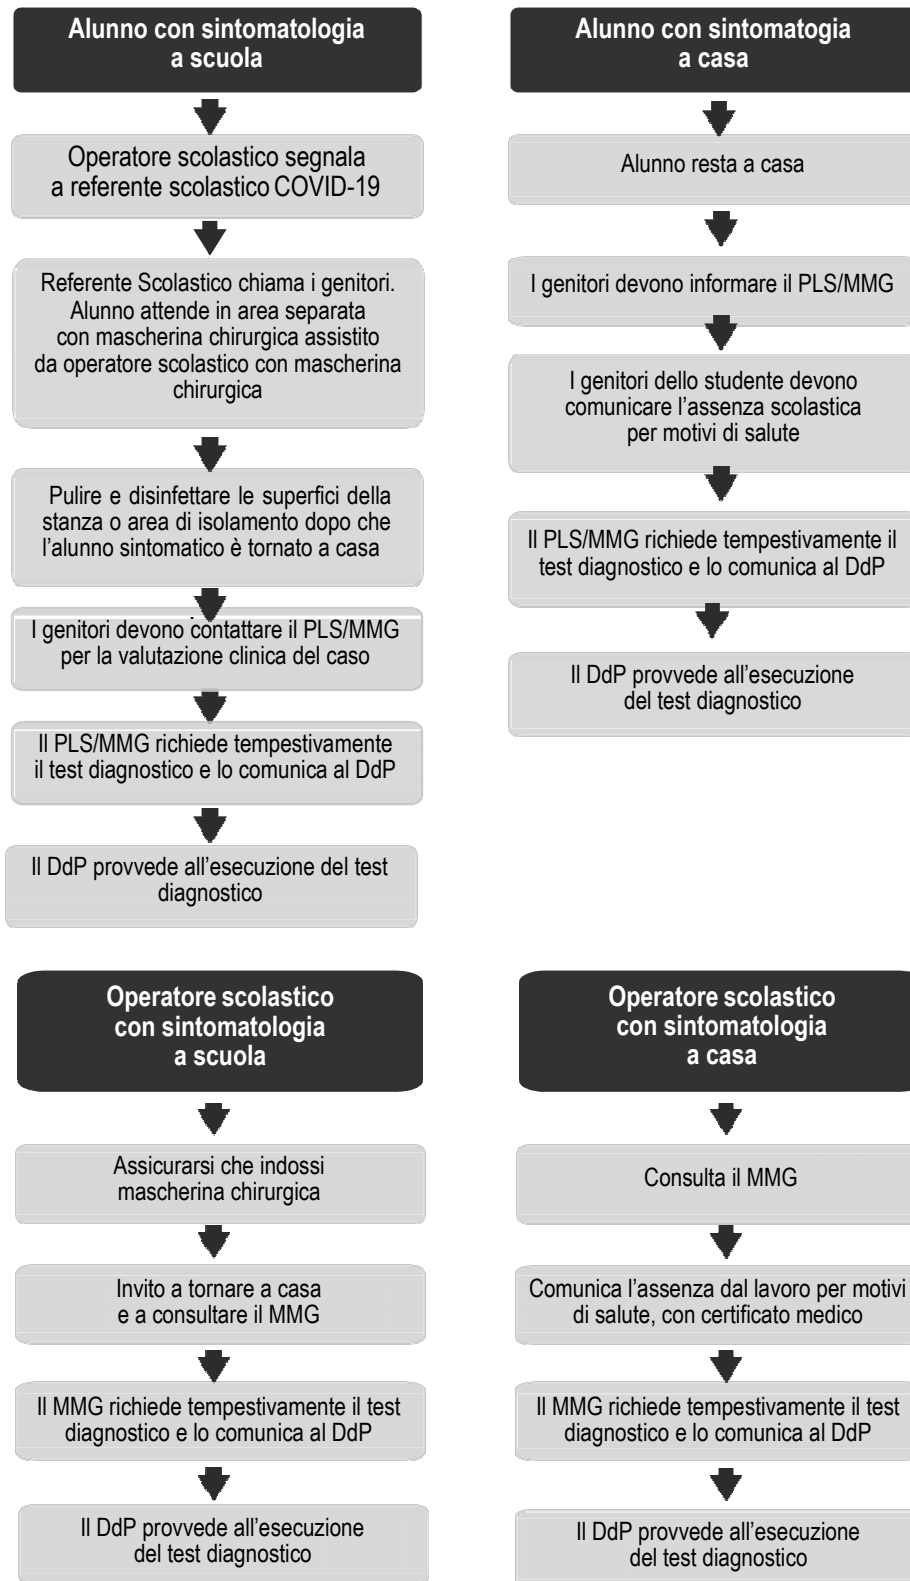 Alunno con sintomatologia
a scuola
Operatore scolastico segnala
a referente scolastico COVID-19
Referente Scolastico chiama i genitori.
Alunno attende in area separata
con mascherina chirurgica assistito
da operatore scolastico con mascherina
chirurgica
Pulire e disinfettare le superfici della
stanza o area di isolamento dopo che
l'alunno sintomatico è tornato a casa
I genitori devono contattare il PLS/MMG
per la valutazione clinica del caso
Il PLS/MMG richiede tempestivamente
il test diagnostico e lo comunica al DdP
Il DdP provvede all'esecuzione del test
diagnostico
Alunno con sintomatogia
a casa
Alunno resta a casa
I genitori devono informare il PLS/MMG
I genitori dello studente devono
comunicare l'assenza scolastica
per motivi di salute
Il PLS/MMG richiede tempestivamente il
test diagnostico e lo comunica al DdP
Il DdP provvede all'esecuzione
del test diagnostico
Operatore scolastico
con sintomatologia
a scuola
Assicurarsi che indossi
mascherina chirurgica
Invito a tornare a casa
e a consultare il MMG
Il MMG richiede tempestivamente il test
diagnostico e lo comunica al DdP
Il DdP provvede all'esecuzione
del test diagnostico
Operatore scolastico
con sintomatologia
a casa
Consulta il MMG
Comunica l'assenza dal lavoro per motivi
di salute, con certificato medico
Il MMG richiede tempestivamente il test
diagnostico e lo comunica al DdP
Il DdP provvede all'esecuzione
del test diagnostico